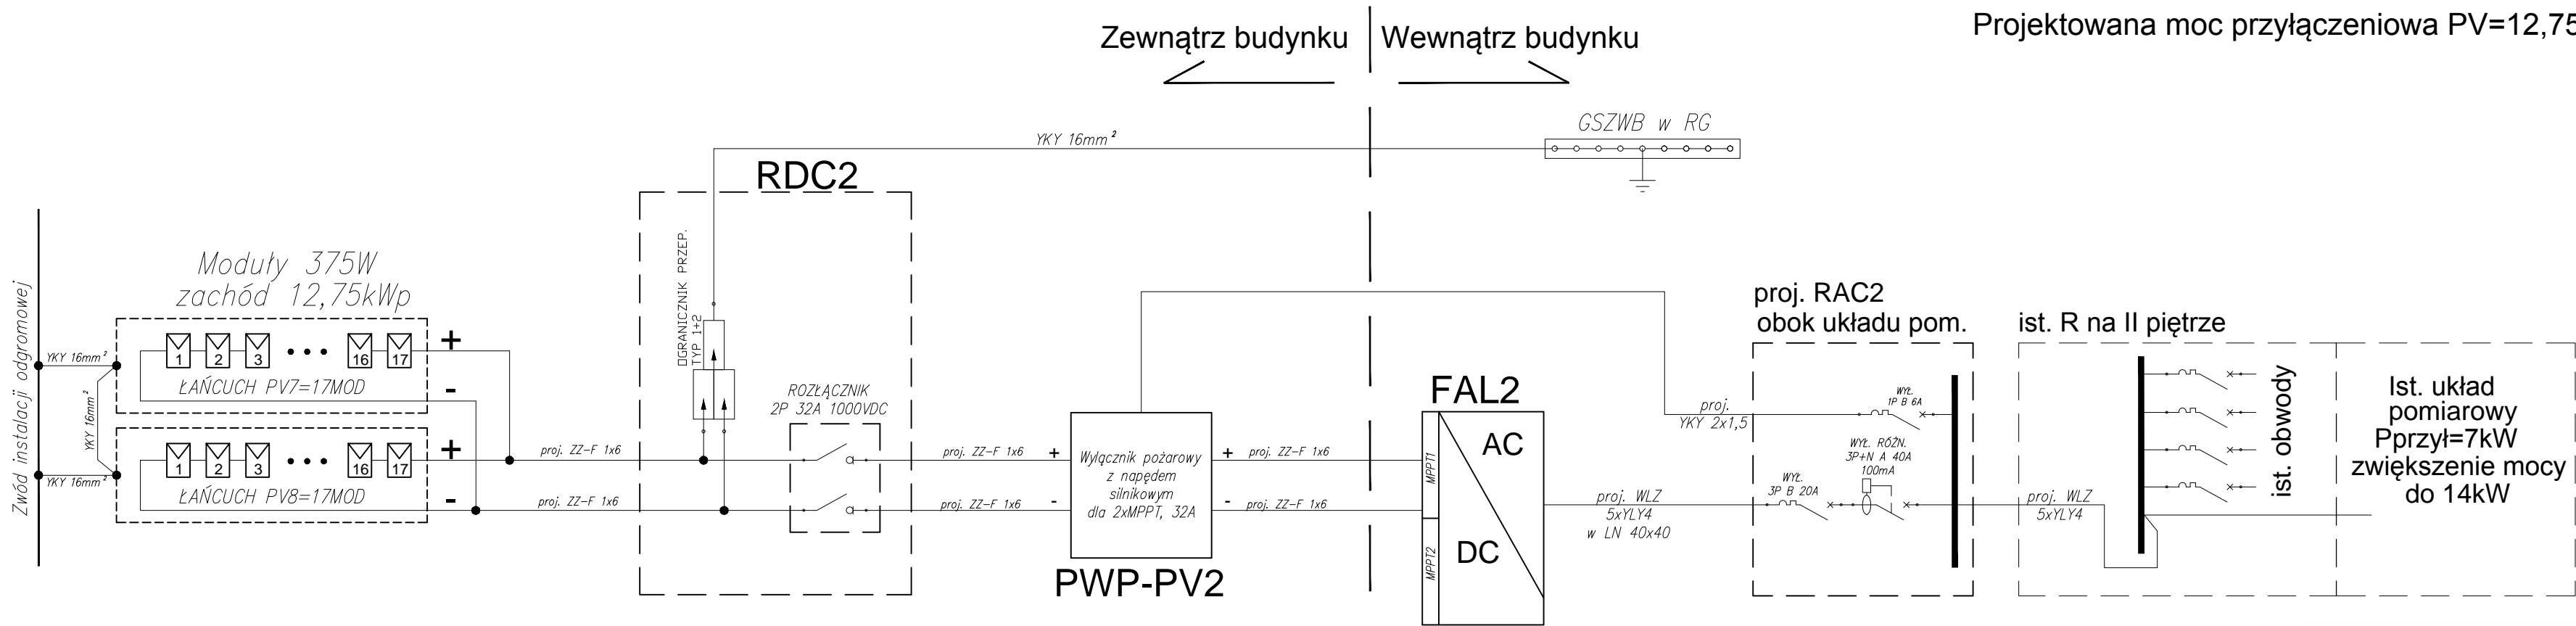 Projektowana moc przyłączeniowa PV=12,75
Zewnątrz budynku
Wewnątrz budynku
GSZWB w RG
YKY 16mm²
RDC2
Zwód instalacji odgromowej
Moduły 375W
zachód 12,75kWp
YKY 16mm²
YKY 16mm²
YKY 16mm²
1 2 3 16 17
+
-
ŁAŃCUCH PV7=17MOD
1 2 3 16 17
+
-
ŁAŃCUCH PV8=17MOD
proj. ZZ-F 1x6
proj. ZZ-F 1x6
OGRANICZNIK PRZEP.
TYP 1+2
ROZŁĄCZNIK
2P 32A 1000VDC
proj. ZZ-F 1x6
+
proj. ZZ-F 1x6
-
Wyłącznik pożarowy
z napędem
silnikowym
dla 2xMPPT, 32A
PWP-PV2
+
proj. ZZ-F 1x6
-
proj. ZZ-F 1x6
FAL2
MPPT1
MPPT2
AC
DC
proj. WLZ
5xYLY4
w LN 40x40
proj.
YKY 2x1,5
proj. RAC2
obok układu pom.
WYŁ.
1P B 6A
WYŁ. RÓŻN.
3P+N A 40A
100mA
WYŁ.
3P B 20A
proj. WLZ
5xYLY4
ist. R na II piętrze
ist. obwody
Ist. układ
pomiarowy
Pprzył=7kW
zwiększenie mocy
do 14kW